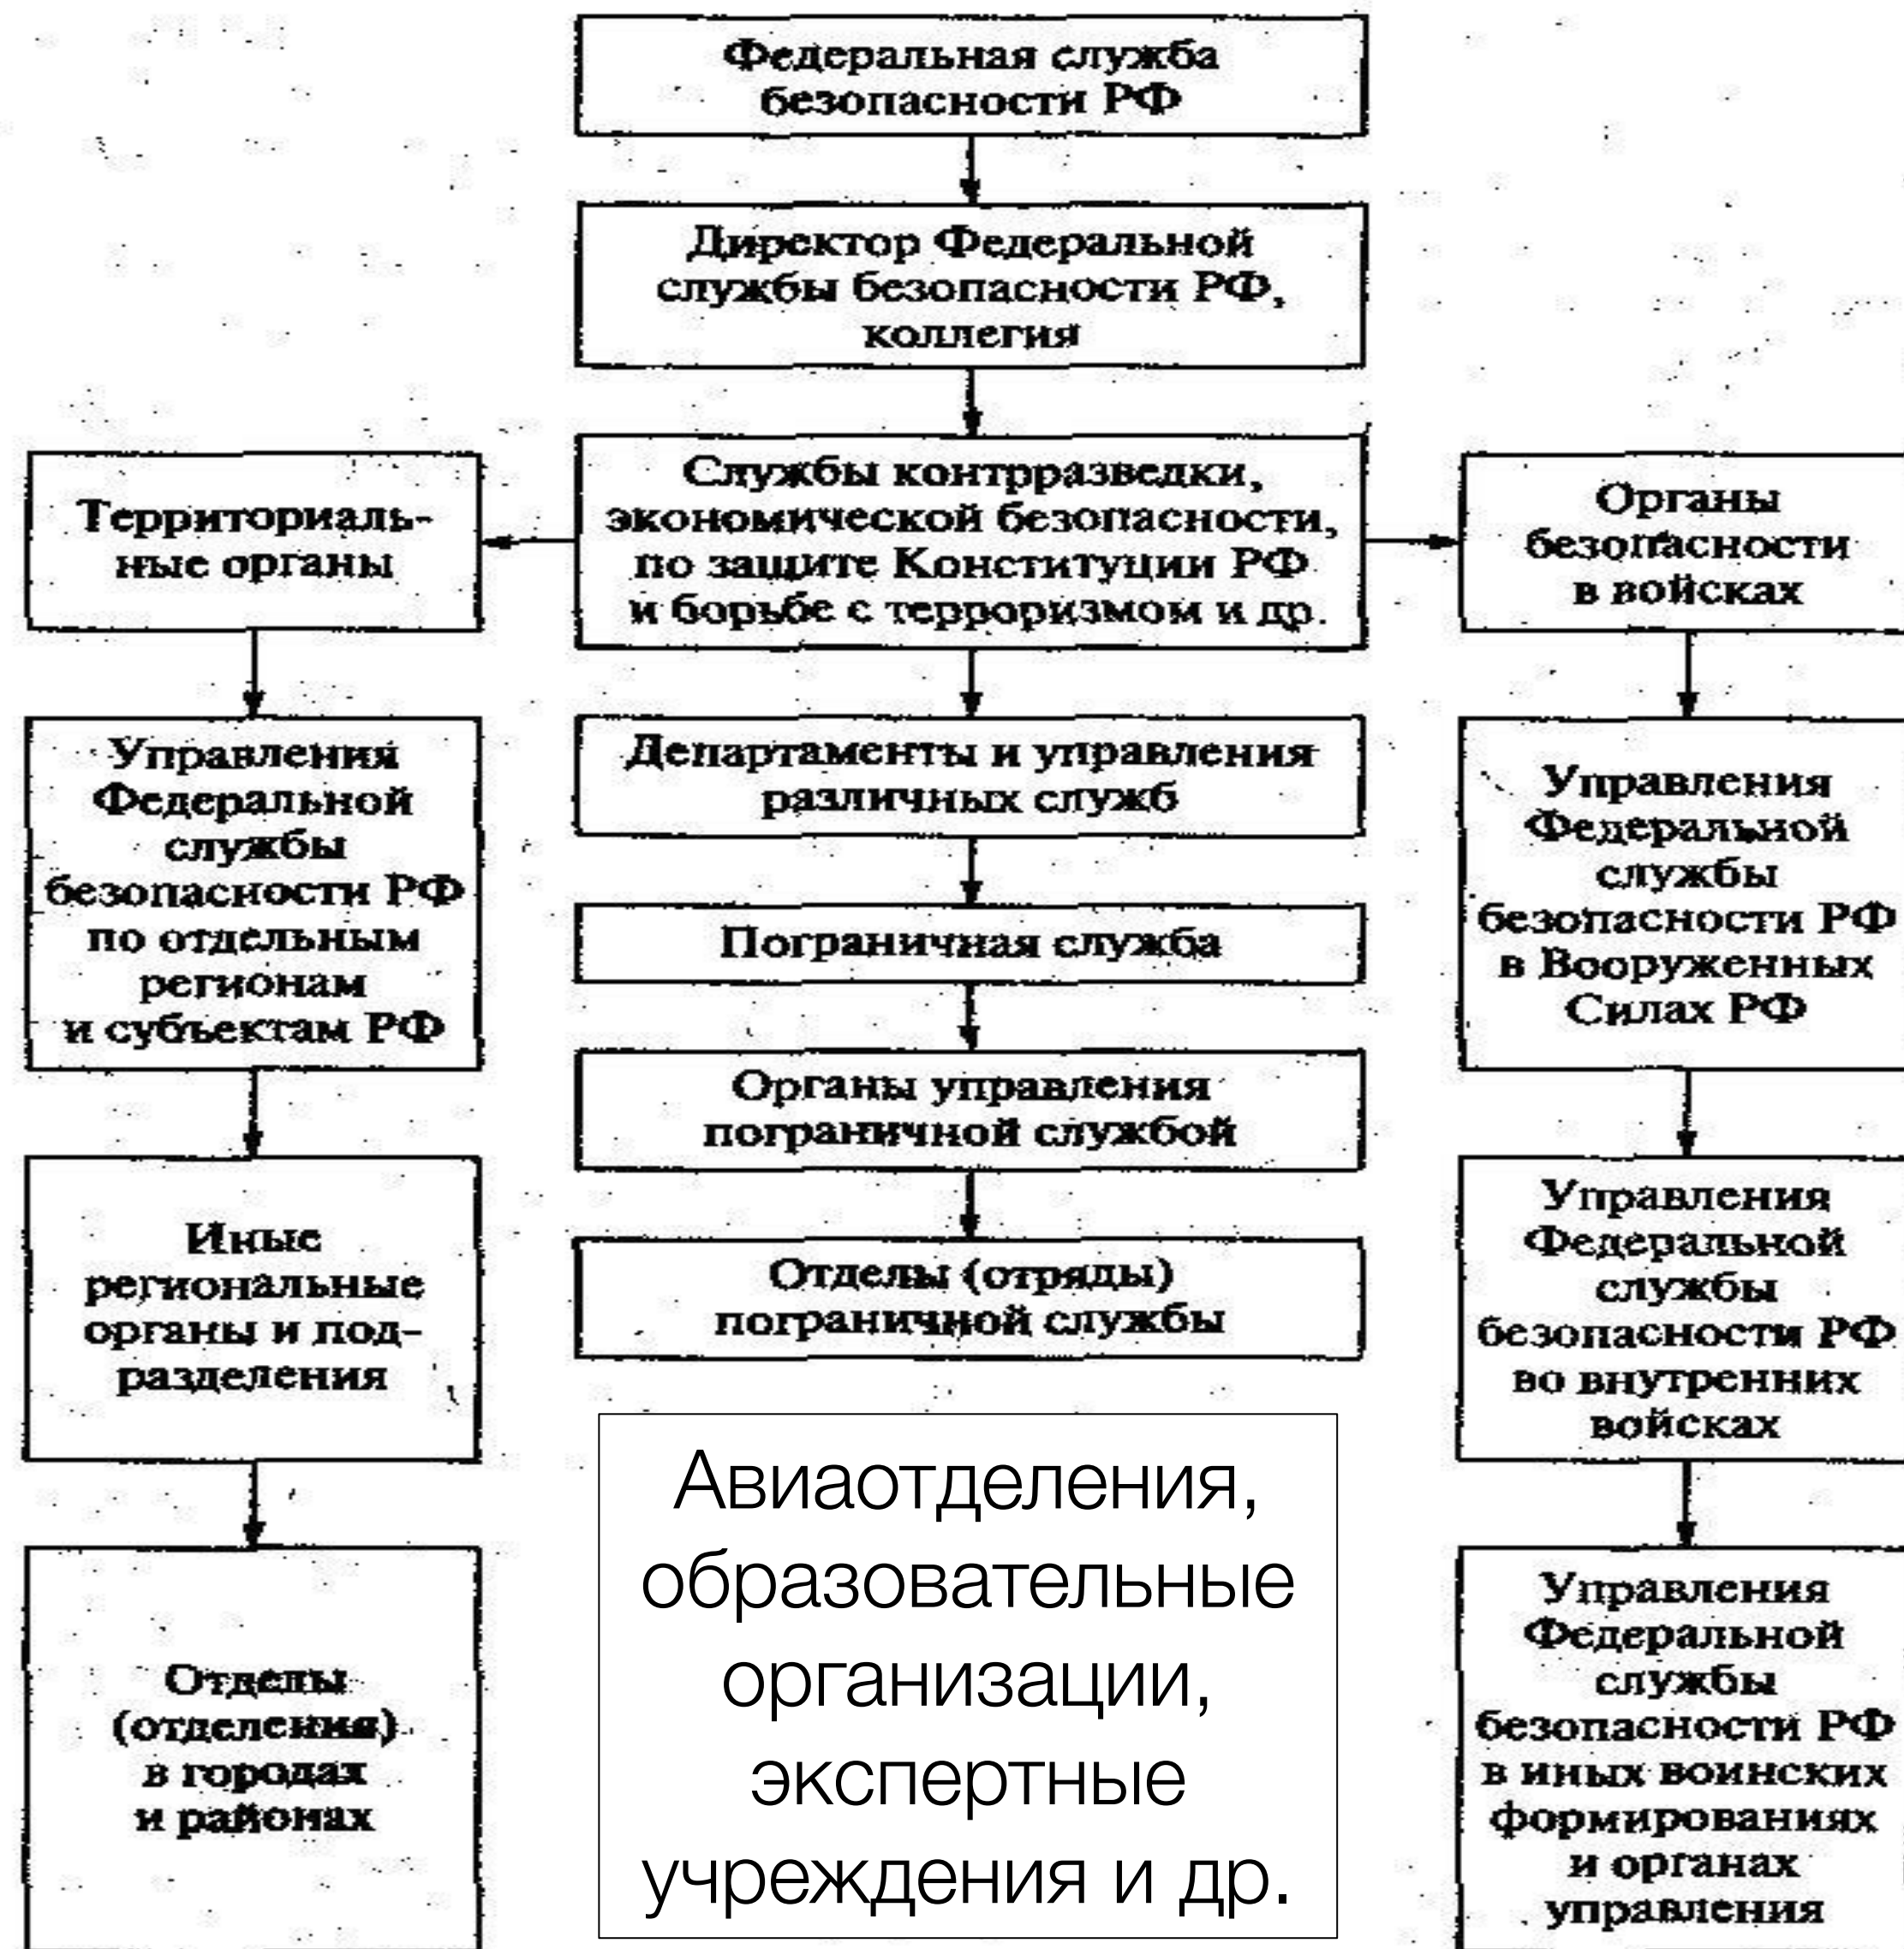 Федеральная служба
безопасности РФ
Директор Федеральной
службы безопасности РФ,
коллегия
Службы контрразведки,
экономической безопасности,
по защите Конституции РФ
и борьбе с терроризмом и др.
Территориаль-
ные органы
Органы
безопасности
в войсках
Управления
Федеральной
службы
безопасности РФ
по отдельным
регионам
и субъектам РФ
Департаменты и управления
различных служб
Управления
Федеральной
службы
безопасности РФ
в Вооруженных
Силах РФ
Пограничная служба
Органы управления
пограничной службой
Иные
региональные
органы и под-
разделения
Отделы (отряды)
пограничной службы
Управления
Федеральной
службы
безопасности РФ
во внутренних
войсках
Авиаотделения,
образовательные
организации,
экспертные
учреждения и др.
Отделы
(отделения)
в городах
и районах
Управления
Федеральной
службы
безопасности РФ
в иных воинских
формированиях
и органах
управления